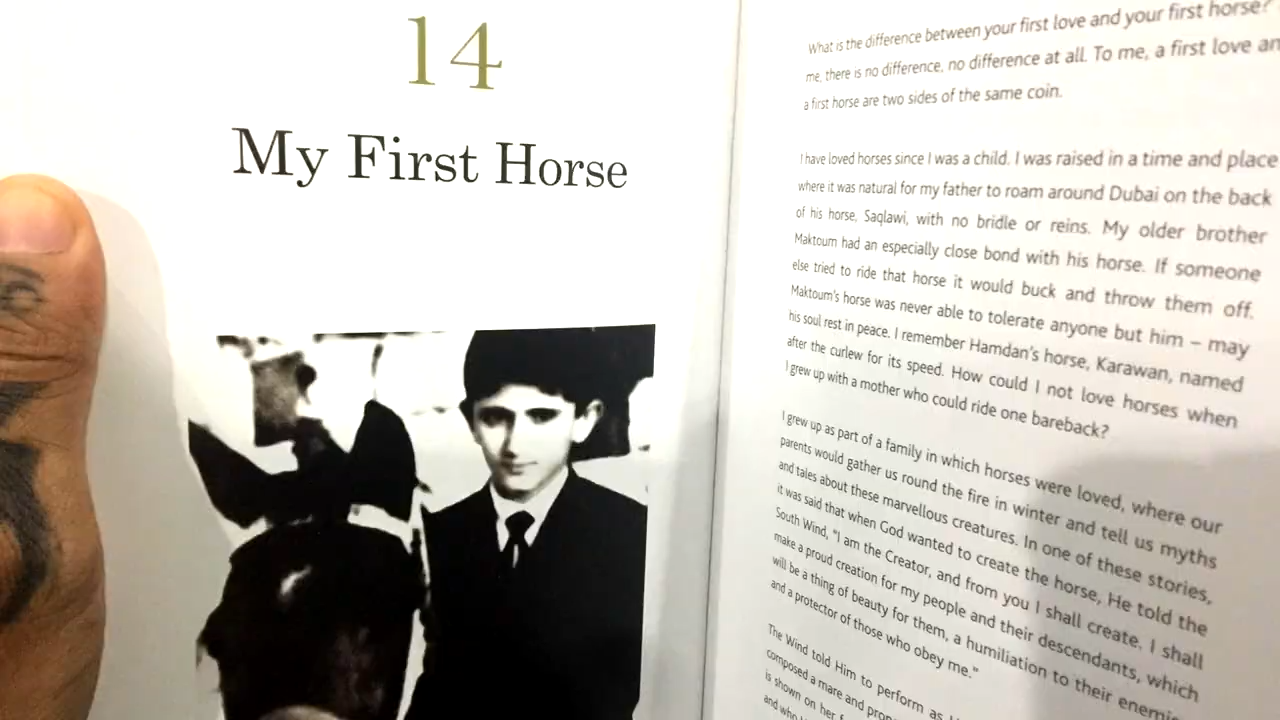 14
My First Horse
What is the difference between your first love and your first horse?
me, there is no difference, no difference at all. To me, a first love an
a first horse are two sides of the same coin.
I have loved horses since I was a child. I was raised in a time and place
where it was natural for my father to roam around Dubai on the back
of his horse, Saqlawi, with no bridle or reins. My older brother
Maktoum had an especially close bond with his horse. If someone
else tried to ride that horse it would buck and throw them off.
Maktoum's horse was never able to tolerate anyone but him – may
his soul rest in peace. I remember Hamdan's horse, Karawan, named
after the curlew for its speed. How could I not love horses when
I grew up with a mother who could ride one bareback?
I grew up as part of a family in which horses were loved, where our
parents would gather us round the fire in winter and tell us myths
and tales about these marvellous creatures. In one of these stories,
it was said that when God wanted to create the horse, He told the
South Wind, "I am the Creator, and from you I shall create. I shall
make a proud creation for my people and their descendants, which
will be a thing of beauty for them, a humiliation to their enemie
and a protector of those who obey me."
The Wind told Him to perform as
composed a mare and
is shown on her
and